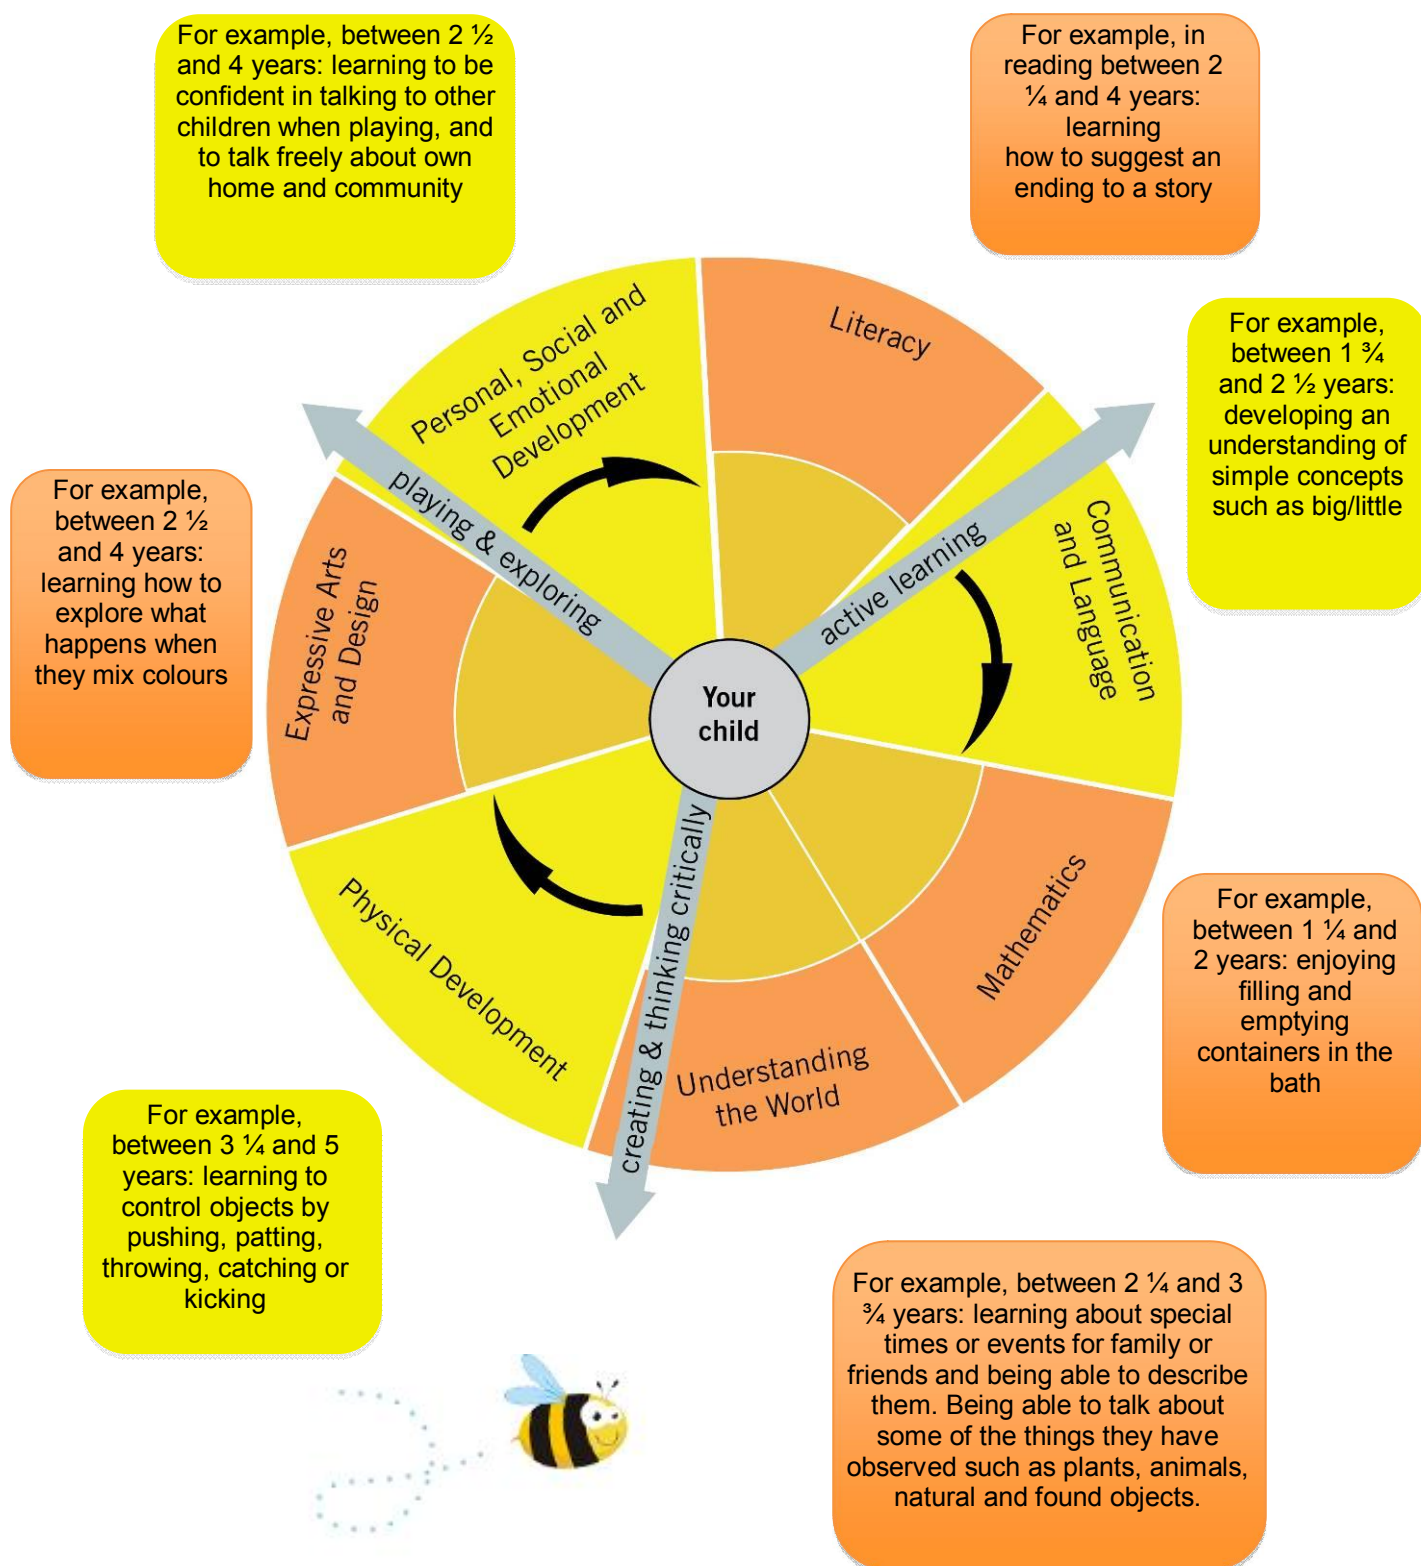 For example, between 2 ½
and 4 years: learning to be
confident in talking to other
children when playing, and
to talk freely about own
home and community
For example, in
reading between 2
¼ and 4 years:
learning
how to suggest an
ending to a story
For example,
between 1 ¾
and 2 ½ years:
developing an
understanding of
simple concepts
such as big/little
Personal, Social and
Emotional
Development
Literacy
playing & exploring
active learning
Communication
and Language
For example,
between 2 ½
and 4 years:
learning how to
explore what
happens when
they mix colours
Expressive Arts
and Design
Your
child
Mathematics
Physical Development
creating & thinking critically
Understanding
the World
For example,
between 1 ¼ and
2 years: enjoying
filling and
emptying
containers in the
bath
For example,
between 3 ¼ and 5
years: learning to
control objects by
pushing, patting,
throwing, catching or
kicking
For example, between 2 ¼ and 3
¾ years: learning about special
times or events for family or
friends and being able to describe
them. Being able to talk about
some of the things they have
observed such as plants, animals,
natural and found objects.